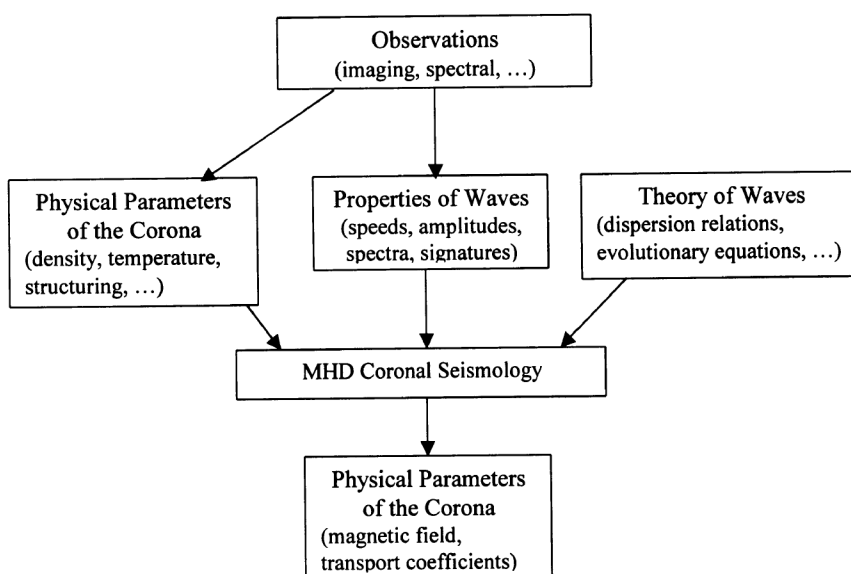 Observations
(imaging, spectral, …)
Physical Parameters
of the Corona
(density, temperature,
structuring, …)
Properties of Waves
(speeds, amplitudes,
spectra, signatures)
Theory of Waves
(dispersion relations,
evolutionary equations, …)
MHD Coronal Seismology
Physical Parameters
of the Corona
(magnetic field,
transport coefficients)